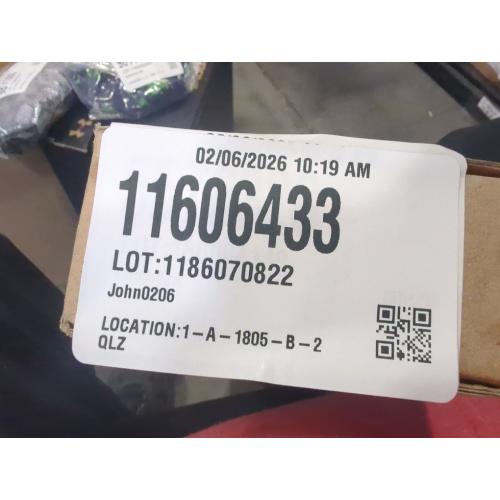 02/06/2026 10:19 AM
11606433
LOT:1186070822
John0206
LOCATION:1-A-1805-B-2
QLZ